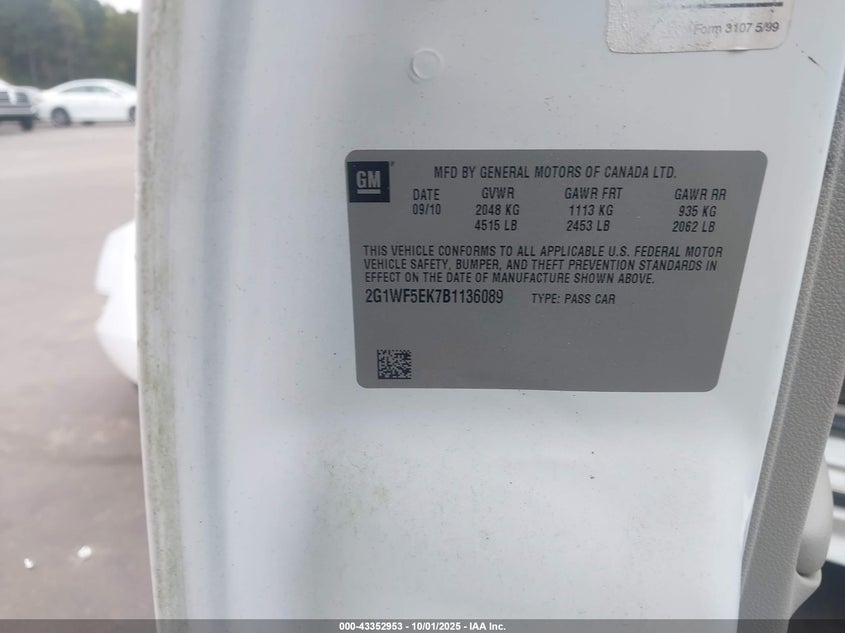 Form 3107 5/99
GM
MFD BY GENERAL MOTORS OF CANADA LTD.
DATE GVWR GAWR FRT GAWR RR
09/10 2048 KG 1113 KG 935 KG
4515 LB 2453 LB 2062 LB
THIS VEHICLE CONFORMS TO ALL APPLICABLE U.S. FEDERAL MOTOR
VEHICLE SAFETY, BUMPER, AND THEFT PREVENTION STANDARDS IN
EFFECT ON THE DATE OF MANUFACTURE SHOWN ABOVE.
2G1WF5EK7B1136089 TYPE: PASS CAR
000-43352953 - 10/01/2025 - IAA Inc.